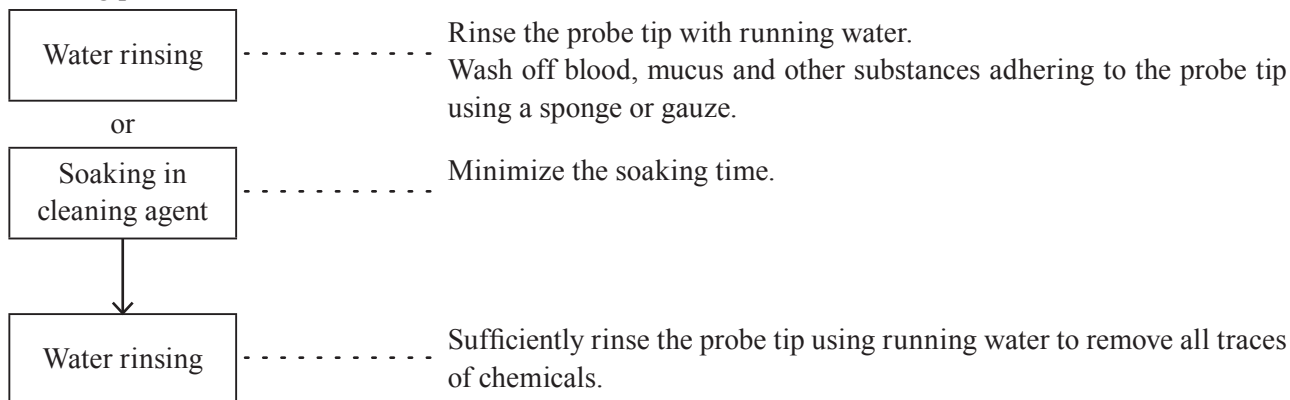 Water rinsing
Rinse the probe tip with running water.
Wash off blood, mucus and other substances adhering to the probe tip
using a sponge or gauze.
or
Soaking in
cleaning agent
Minimize the soaking time.
Water rinsing
Sufficiently rinse the probe tip using running water to remove all traces
of chemicals.